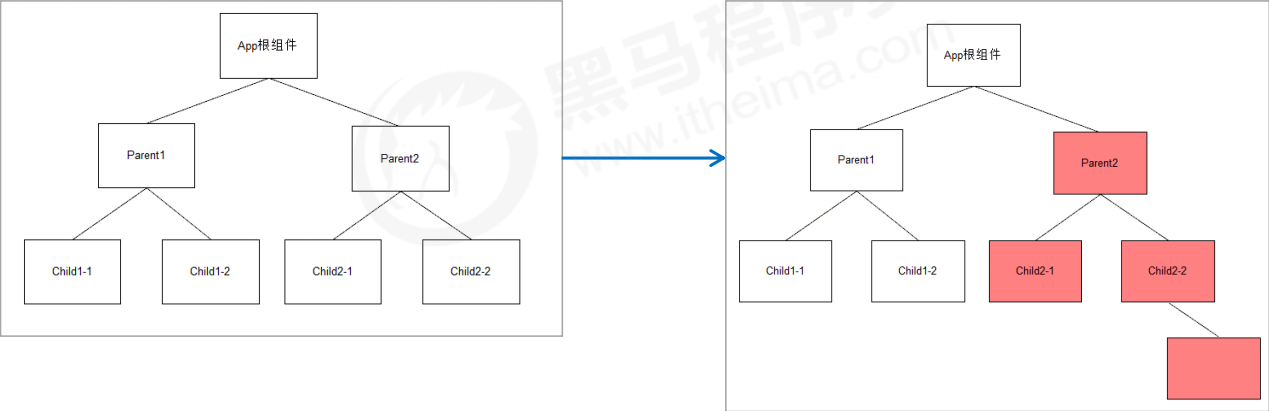 App根组件
Parent1
Parent2
Child1-1
Child1-2
Child2-1
Child2-2
黑马程序员
www.itheima.com
App根组件
Parent1
Parent2
Child1-1
Child1-2
Child2-1
Child2-2